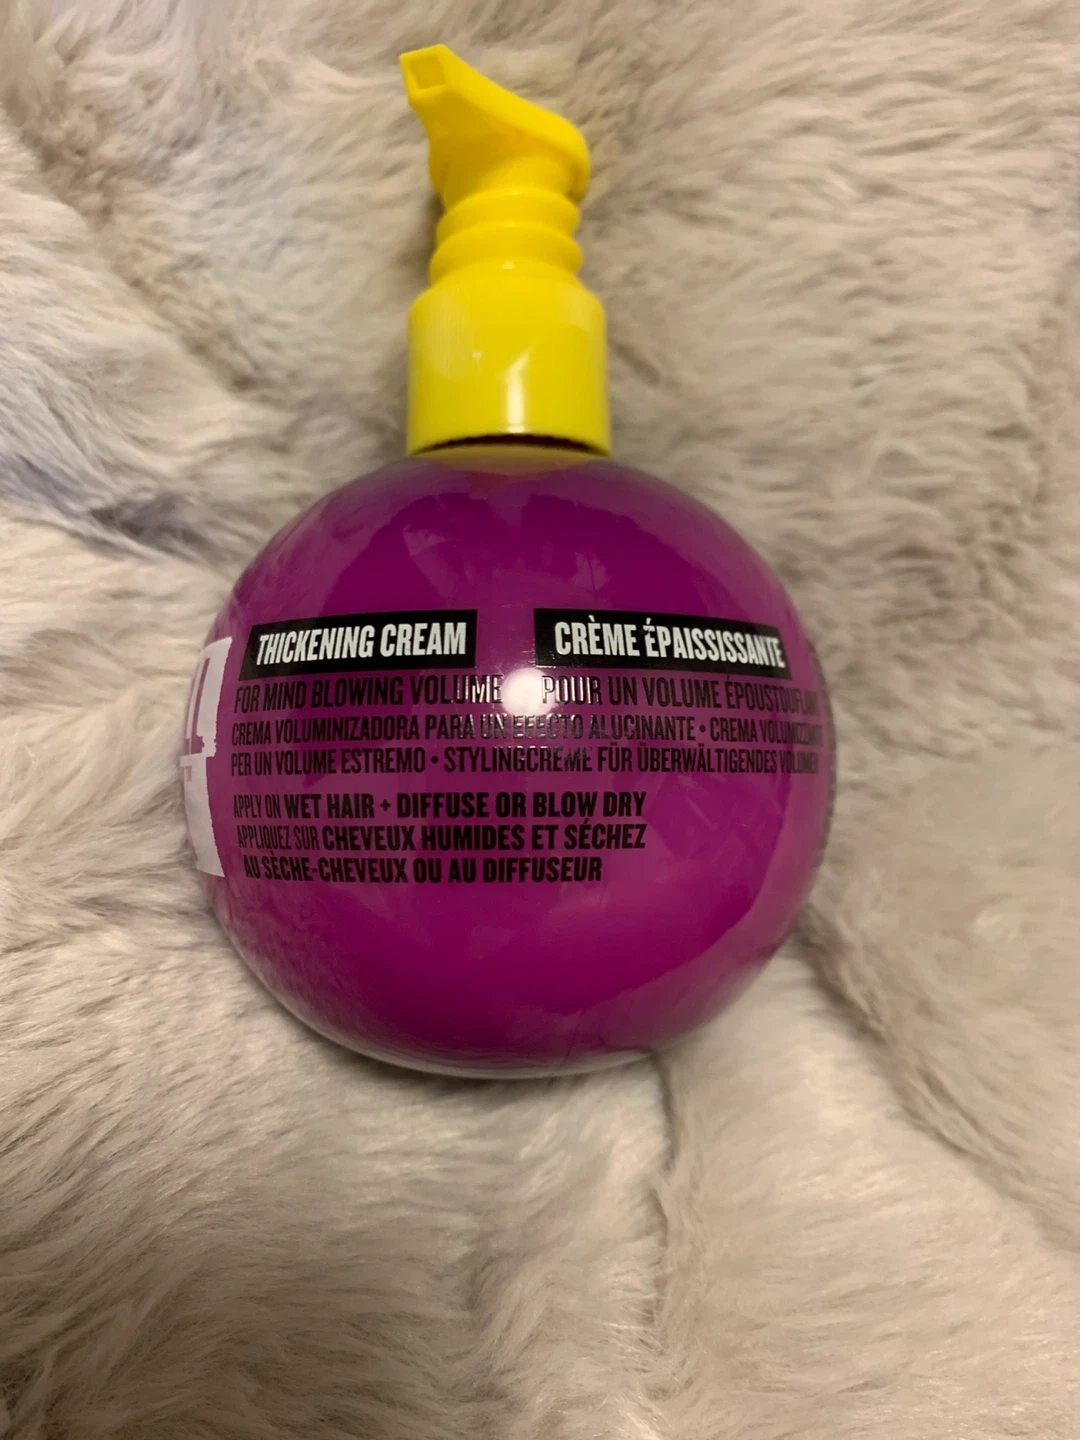 THICKENING CREAM CRÈME ÉPAISSISSANTE
FOR MIND BLOWING VOLUME POUR UN VOLUME
CREMA VOLUMINIZADORA PARA UN EFECTO ALUCINANTE • CREMA
PER UN VOLUME ESTREMO • STYLINGCREME FÜR ÜBERWÄLTIGENDES VOLUMEN
APPLY ON WET HAIR + DIFFUSE OR BLOW DRY
APPLIQUEZ SUR CHEVEUX HUMIDES ET SÉCHEZ
AU SÈCHE-CHEVEUX OU AU DIFFUSEUR